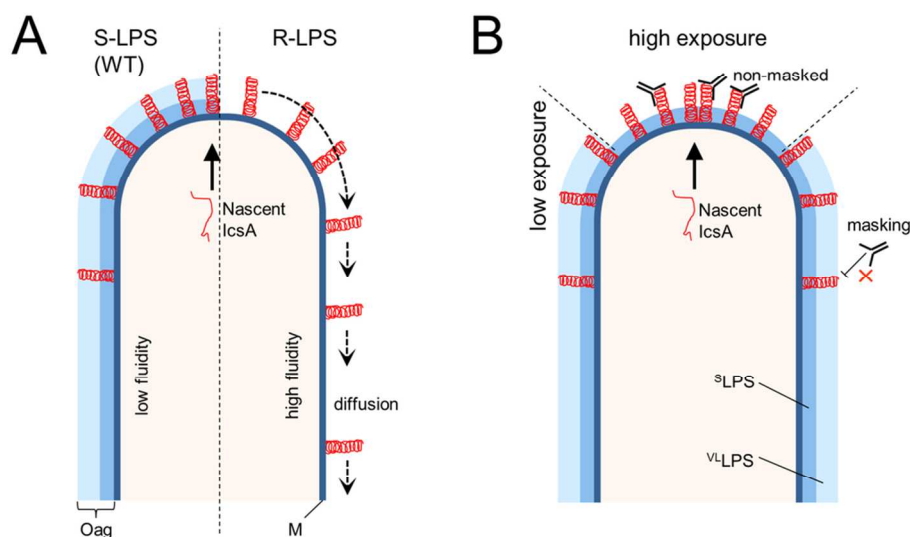 A
S-LPS
(WT)
R-LPS
Nascent
IcsA
low fluidity
high fluidity
diffusion
Oag
M
B
high exposure
non-masked
low exposure
Nascent
IcsA
masking
SLPS
VLLPS